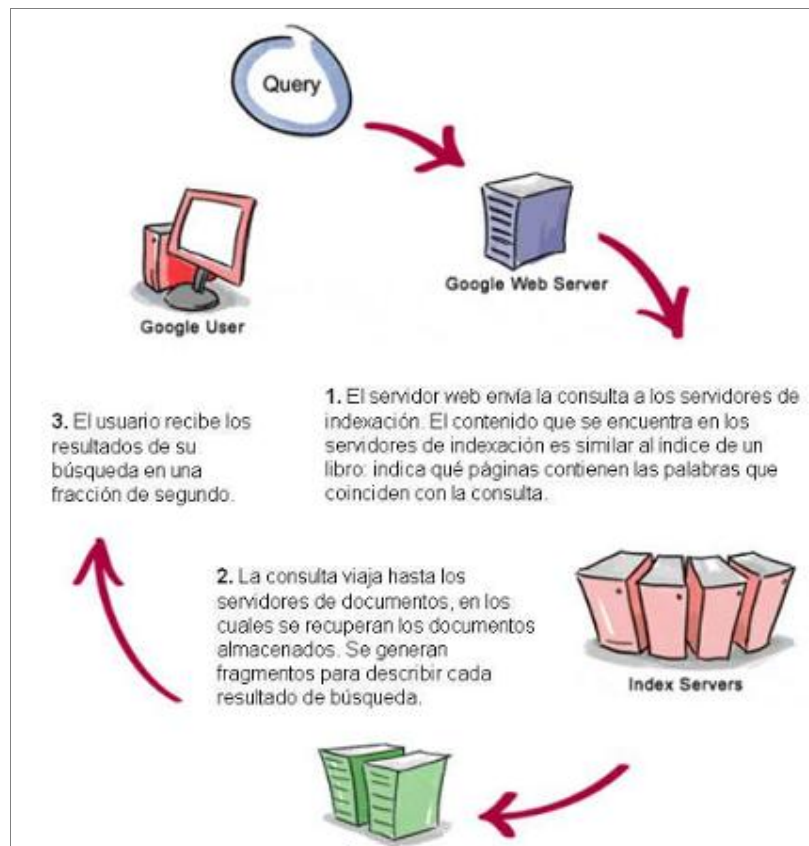 Query
Google Web Server
Google User
1. El servidor web envía la consulta a los servidores de
indexación. El contenido que se encuentra en los
servidores de indexación es similar al índice de un
libro: indica qué páginas contienen las palabras que
coinciden con la consulta.
3. El usuario recibe los
resultados de su
búsqueda en una
fracción de segundo.
2. La consulta viaja hasta los
servidores de documentos, en los
cuales se recuperan los documentos
almacenados. Se generan
fragmentos para describir cada
resultado de búsqueda.
Index Servers